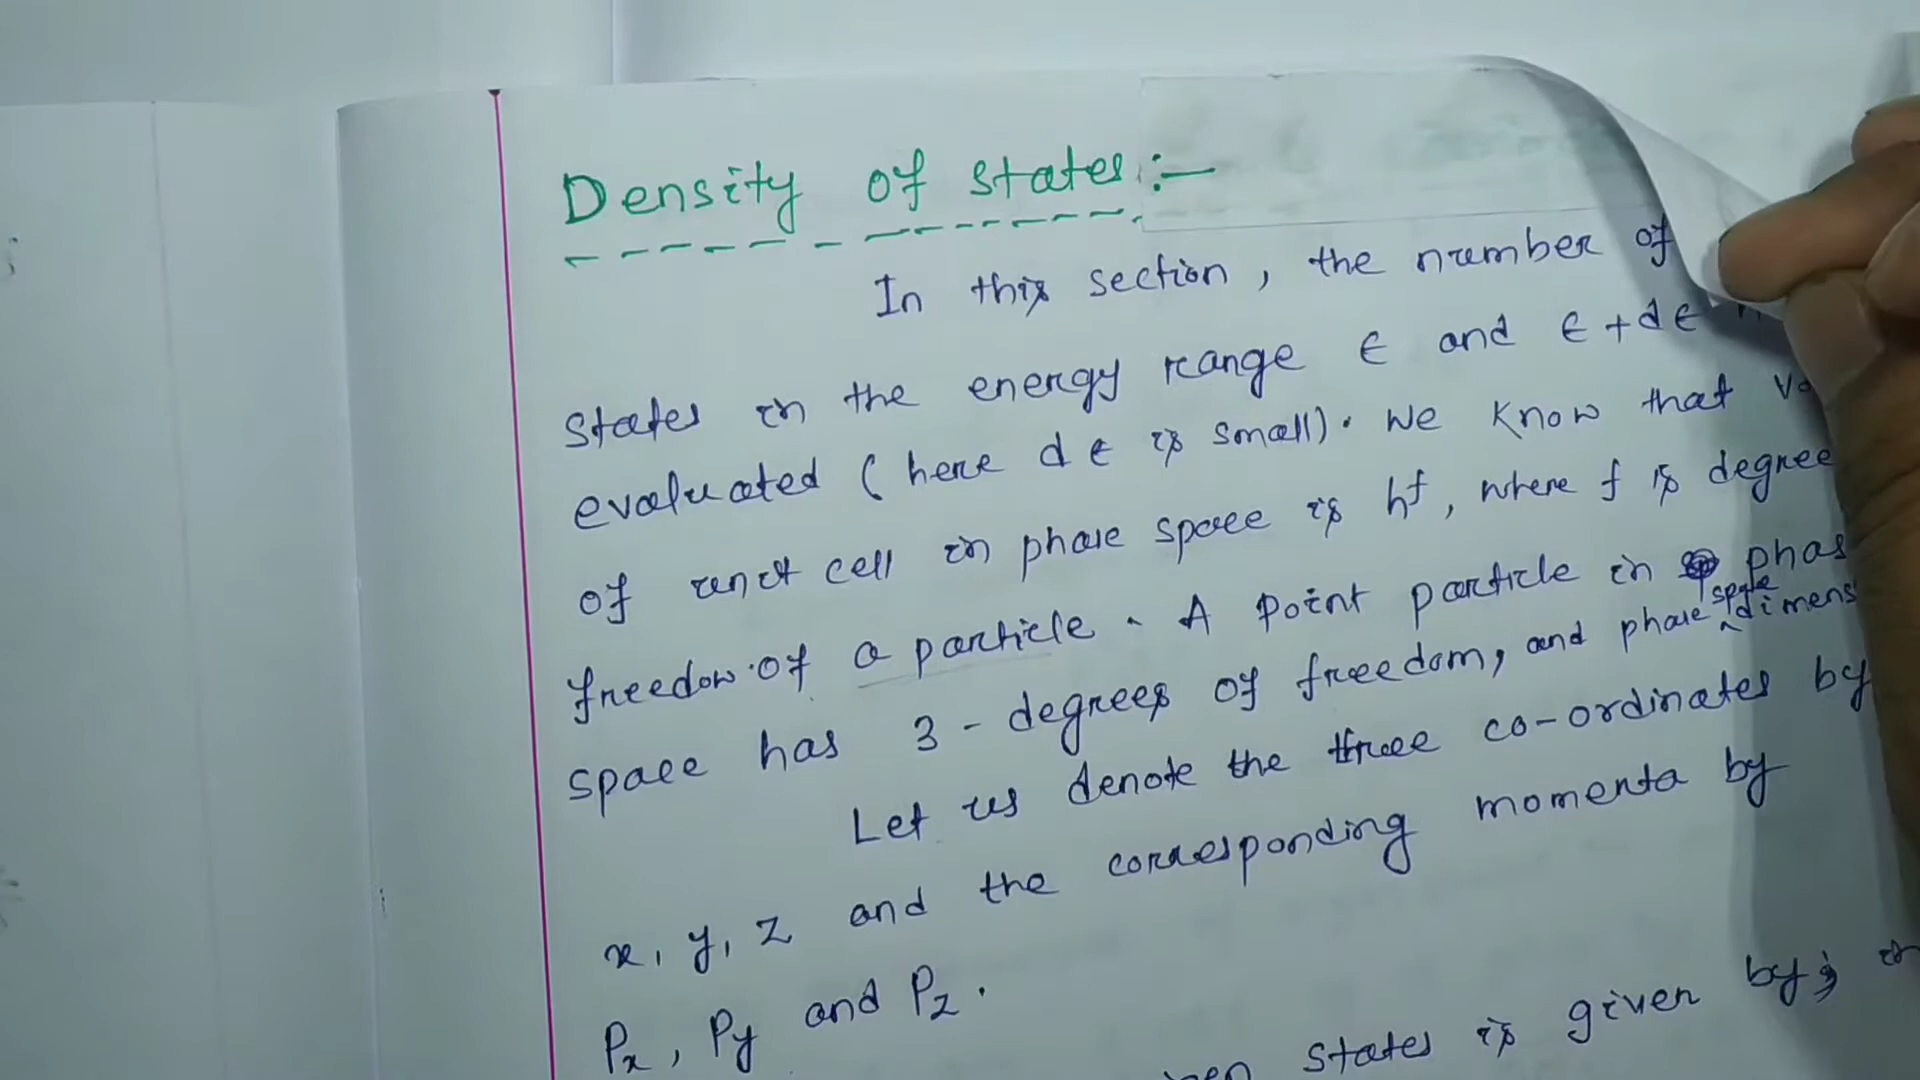 Density of states :-
In this section, the number of
states in the energy range ϵ and ϵ + dϵ
evaluated (here dϵ is small). We know that
of unit cell in phase space is h^f, where f is degree
freedow of a particle. A point particle in phas
space has 3-degrees of freedom, and phase space dimens
Let us denote the three co-ordinates by
x, y, z and the corresponding momenta by
Px, Py and Pz.
states is given by;